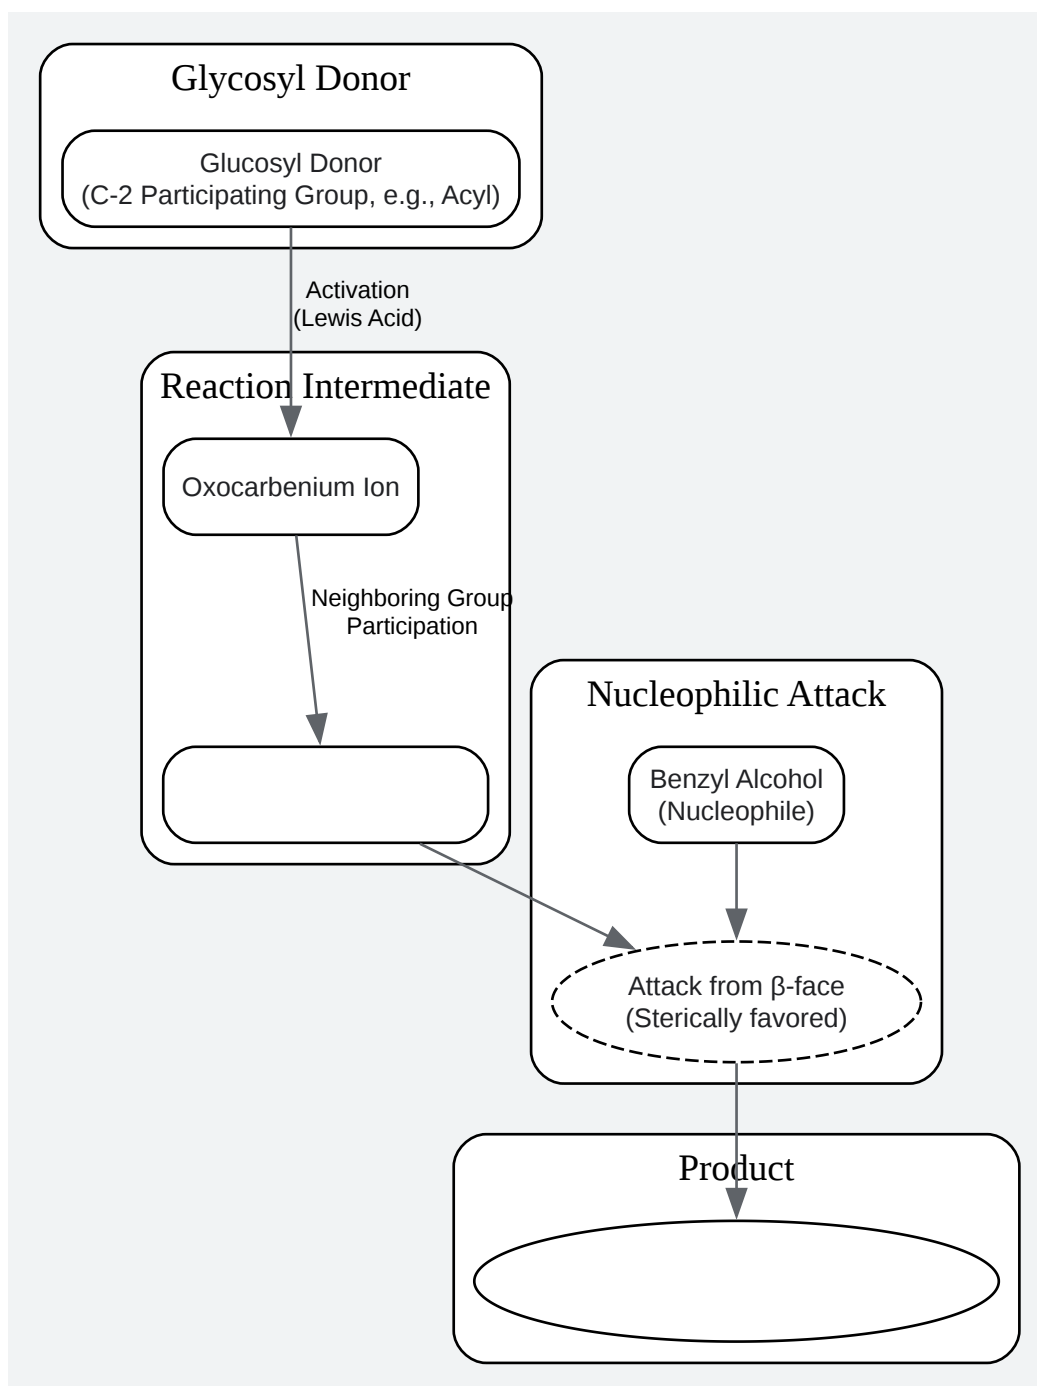 Glycosyl Donor
Glucosyl Donor
(C-2 Participating Group, e.g., Acyl)
Activation
(Lewis Acid)
Reaction Intermediate
Oxocarbenium Ion
Neighboring Group
Participation
Nucleophilic Attack
Benzyl Alcohol
(Nucleophile)
Attack from β-face
(Sterically favored)
Product